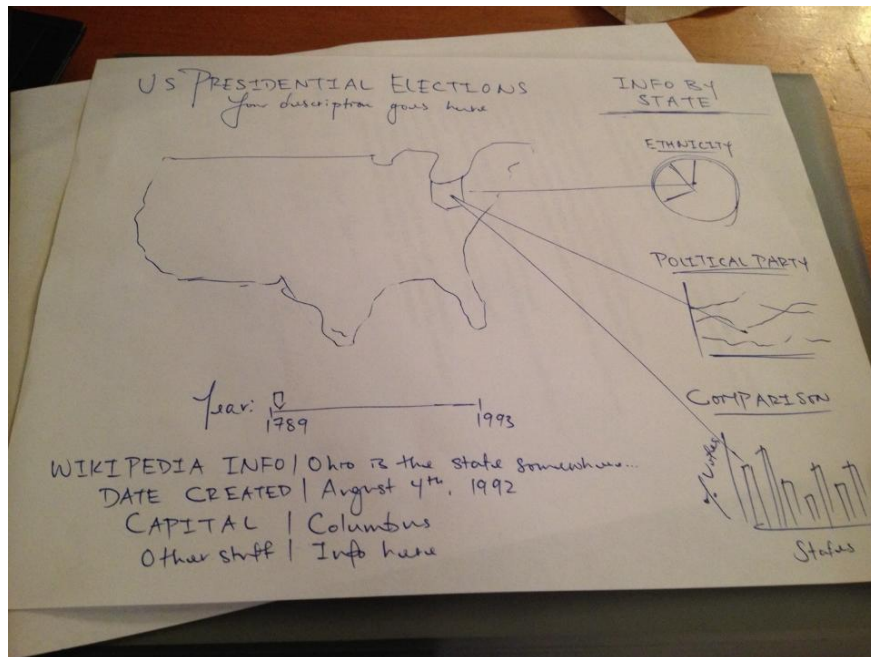 US PRESIDENTIAL ELECTIONS
Your description goes here
INFO BY
STATE
ETHNICITY
POLITICAL PARTY
COMPARISON
% Votes
States
Year:
1789
1993
WIKIPEDIA INFO | Ohio is the state somewhere...
DATE CREATED | August 4th, 1992
CAPITAL | Columbus
Other stuff | Info here